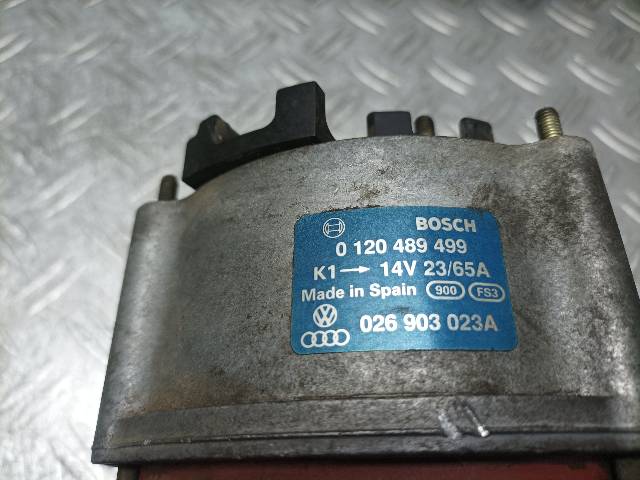 BOSCH
0 120 489 499
K1→ 14V 23/65A
Made in Spain 900 FS3
026 903 023A